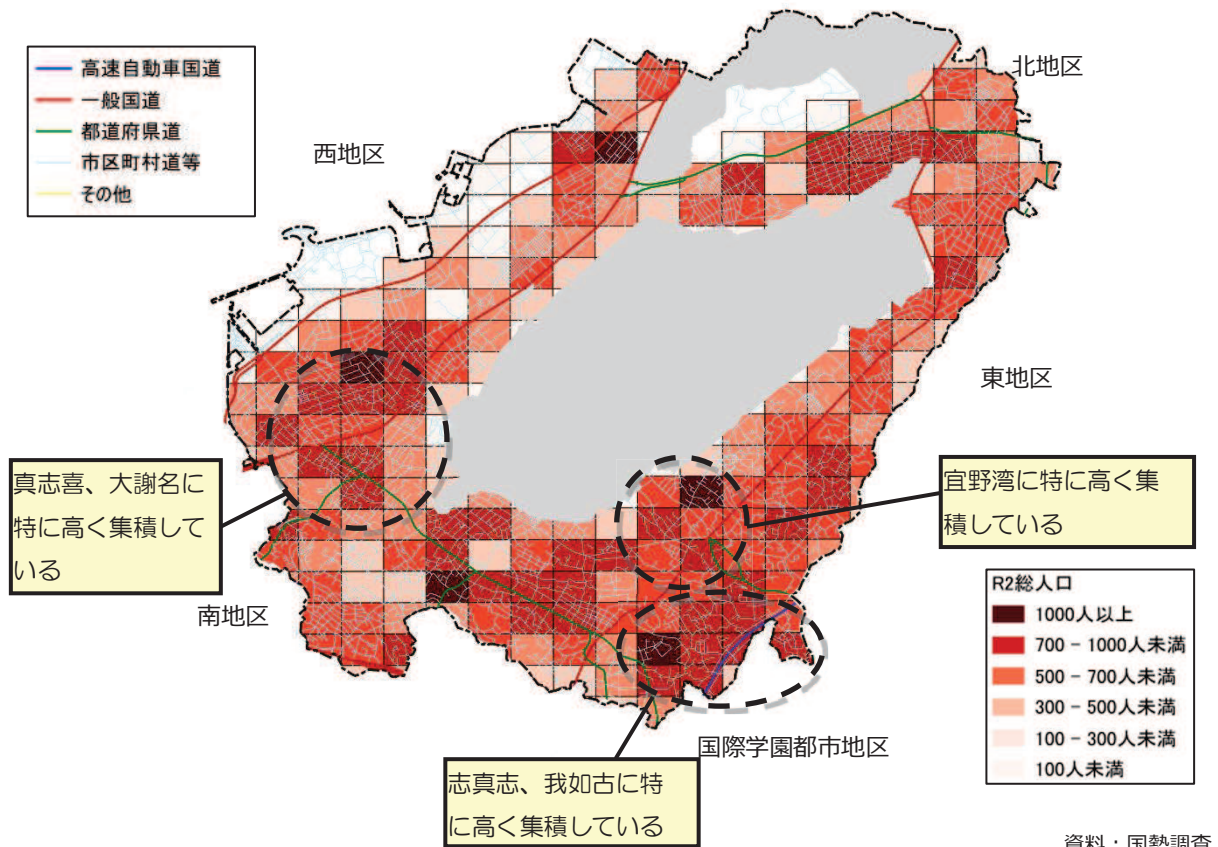 高速自動車国道
一般国道
都道府県道
市区町村道等
その他
北地区
西地区
東地区
真志喜、大謝名に
特に高く集積して
いる
宜野湾に特に高く集
積している
南地区
R2総人口
1000人以上
700 - 1000人未満
500 - 700人未満
300 - 500人未満
100 - 300人未満
100人未満
国際学園都市地区
志真志、我如古に特
に高く集積している
資料：国勢調査